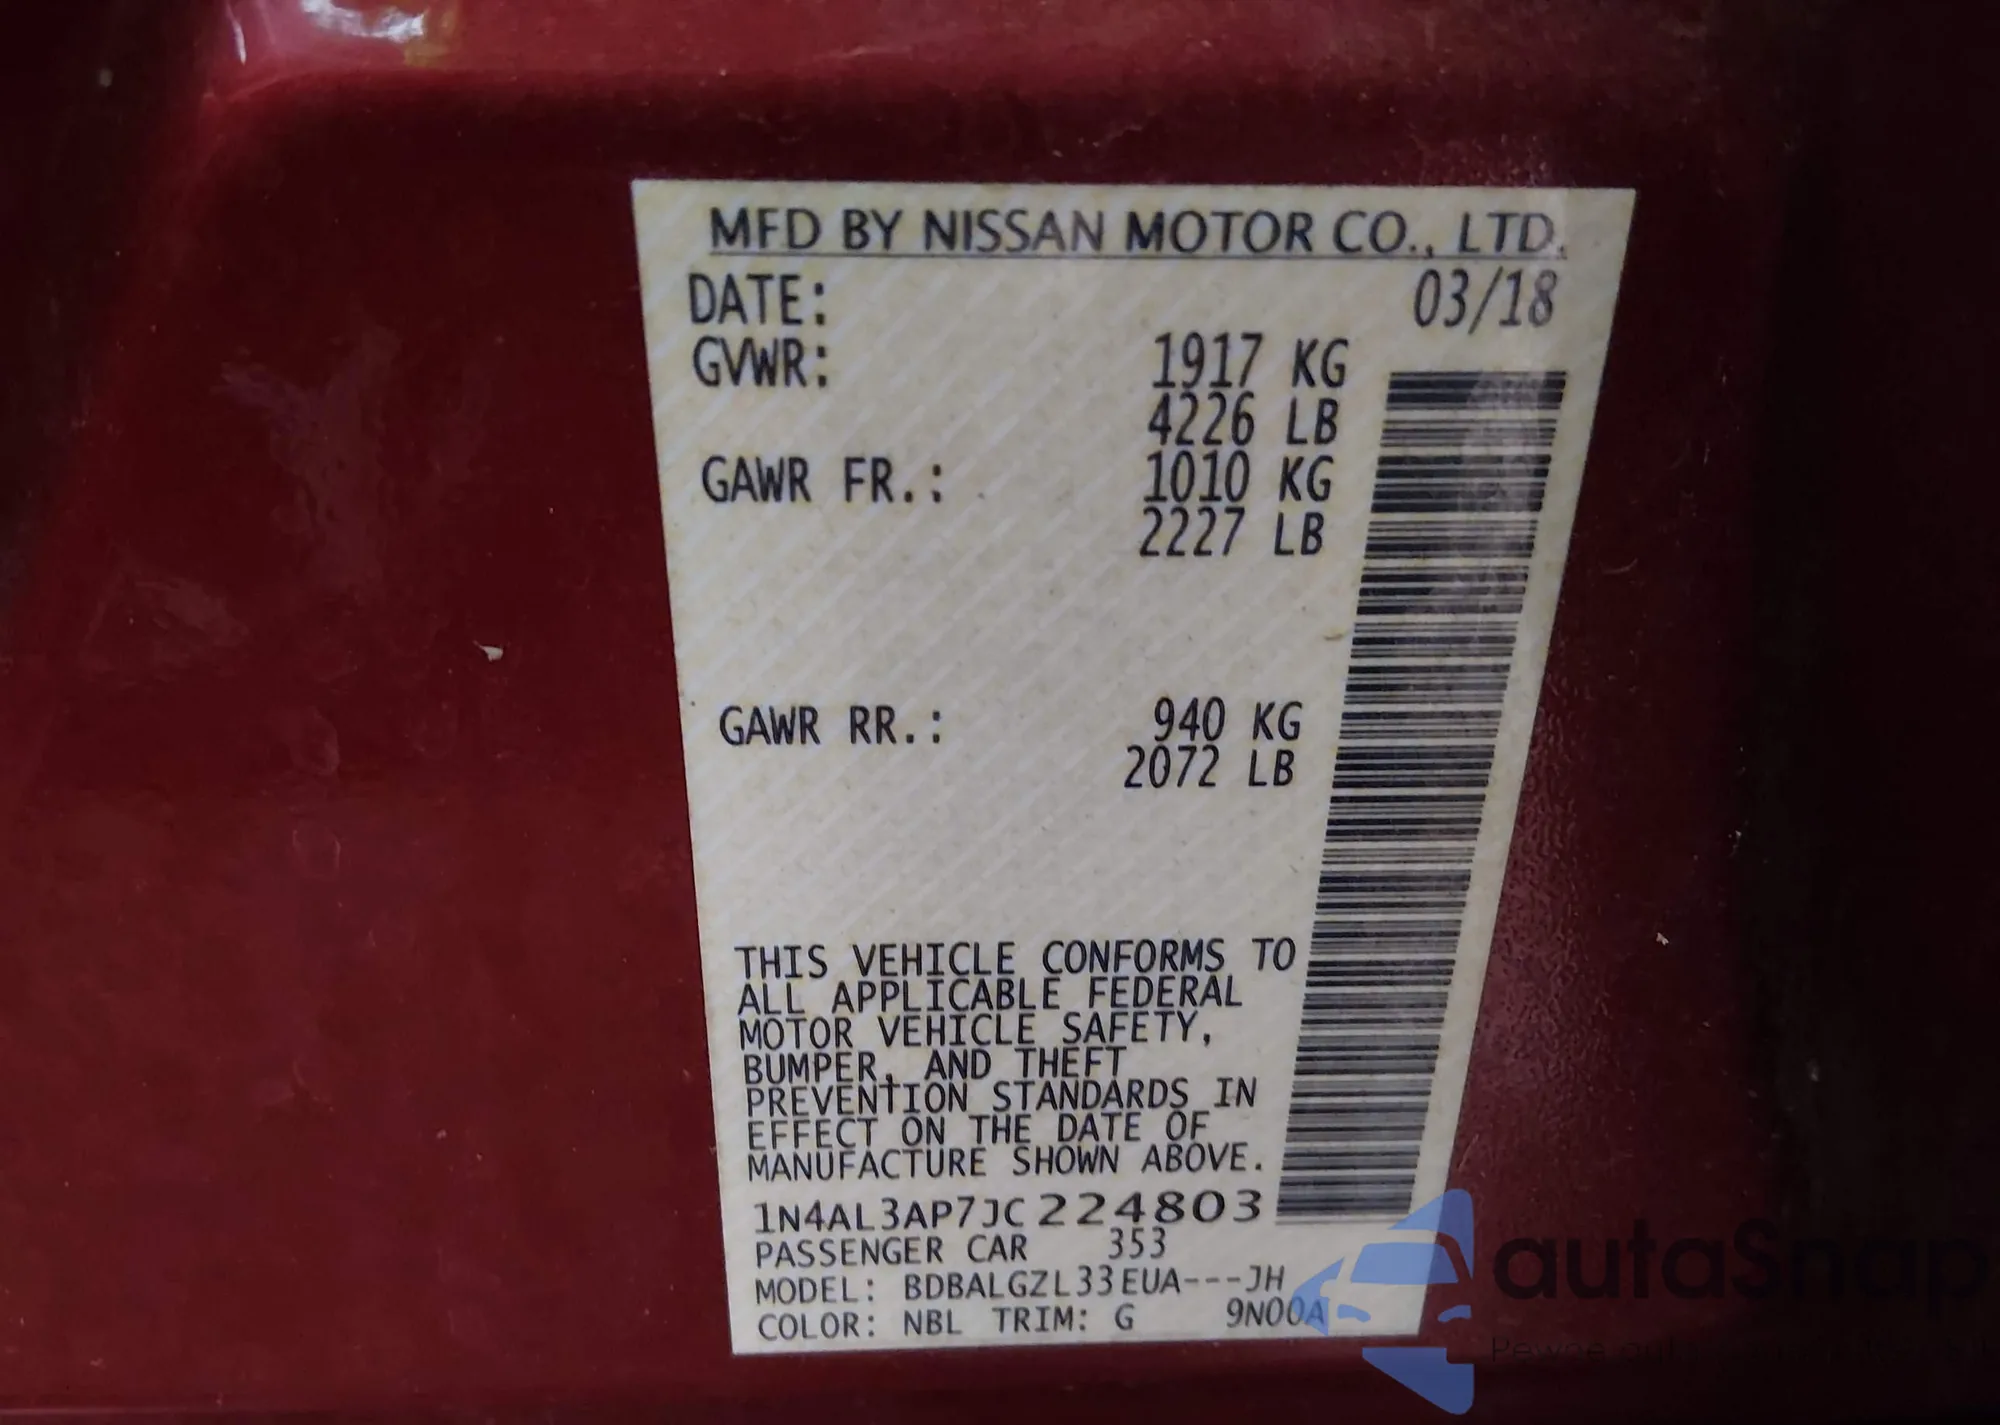 MFD BY NISSAN MOTOR CO., LTD.
DATE: 03/18
GVWR: 1917 KG
4226 LB
GAWR FR.: 1010 KG
2227 LB
GAWR RR.: 940 KG
2072 LB
THIS VEHICLE CONFORMS TO
ALL APPLICABLE FEDERAL
MOTOR VEHICLE SAFETY,
BUMPER, AND THEFT
PREVENTION STANDARDS IN
EFFECT ON THE DATE OF
MANUFACTURE SHOWN ABOVE.
1N4AL3AP7JC224803
PASSENGER CAR 353
MODEL: BDBALGZL33EUA---JH
COLOR: NBL TRIM: G 9N00A
autaSnap
Pewne